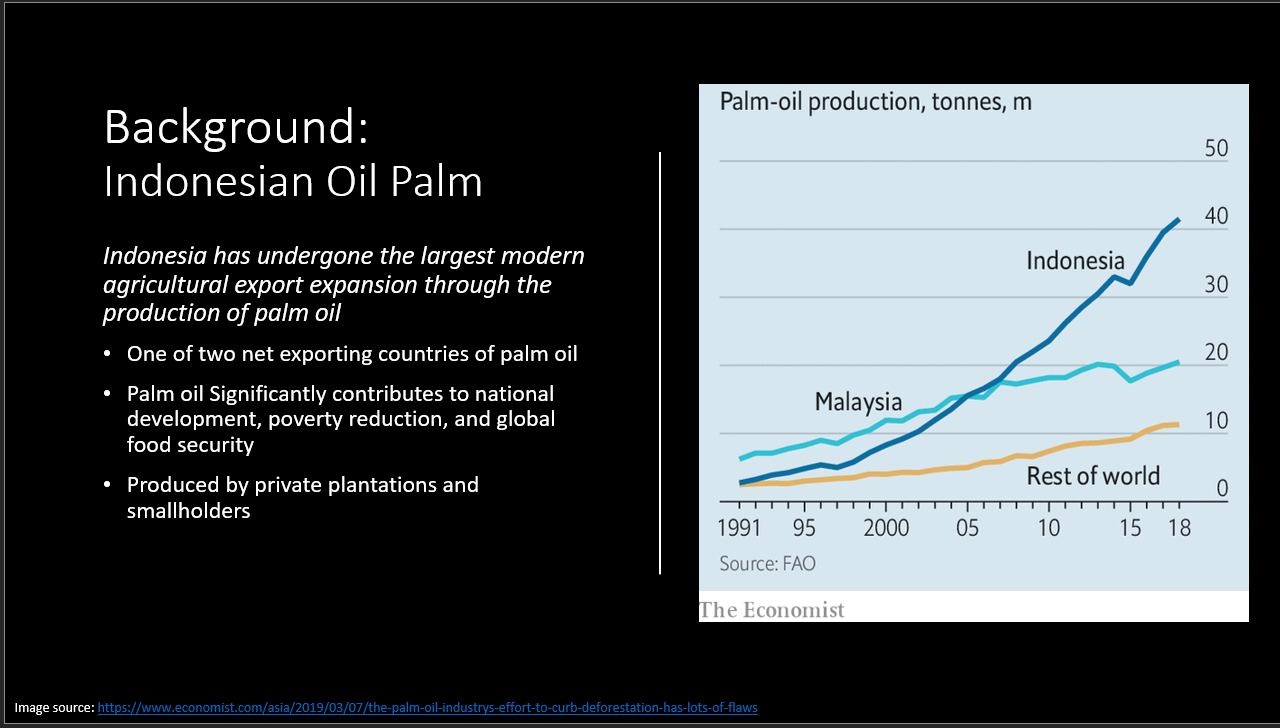 Background:
Indonesian Oil Palm
Indonesia has undergone the largest modern
agricultural export expansion through the
production of palm oil
• One of two net exporting countries of palm oil
• Palm oil Significantly contributes to national
development, poverty reduction, and global
food security
• Produced by private plantations and
smallholders
Palm-oil production, tonnes, m
50
40
Indonesia
30
20
Malaysia
10
Rest of world
0
1991 95 2000 05 10 15 18
Source: FAO
The Economist
Image source: https://www.economist.com/asia/2019/03/07/the-palm-oil-industrys-effort-to-curb-deforestation-has-lots-of-flaws